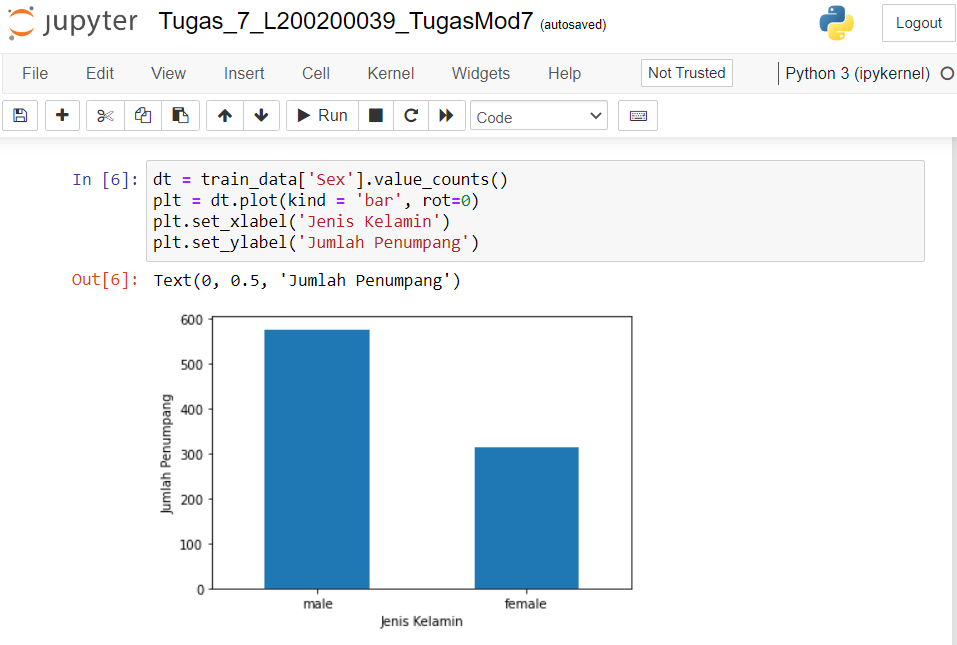 jupyter Tugas_7_L200200039_TugasMod7 (autosaved)
Logout
File Edit View Insert Cell Kernel Widgets Help
Not Trusted
Python 3 (ipykernel)
Run
Code
In [6]:
dt = train_data['Sex'].value_counts()
plt = dt.plot(kind = 'bar', rot=0)
plt.set_xlabel('Jenis Kelamin')
plt.set_ylabel('Jumlah Penumpang')
Out[6]: Text(0, 0.5, 'Jumlah Penumpang')
600
500
400
300
200
100
0
Jumlah Penumpang
male female
Jenis Kelamin